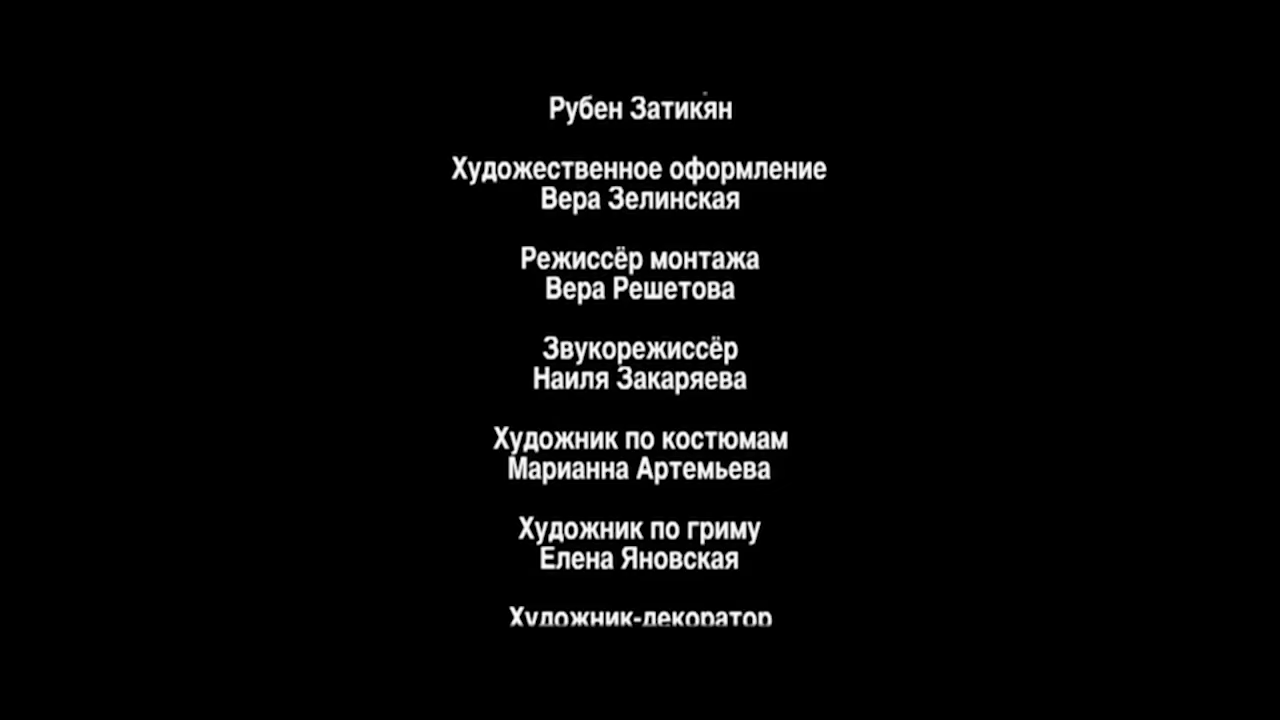 Рубен Затикян
Художественное оформление
Вера Зелинская
Режиссёр монтажа
Вера Решетова
Звукорежиссёр
Наиля Закаряева
Художник по костюмам
Марианна Артемьева
Художник по гриму
Елена Яновская
Художник-декоратор